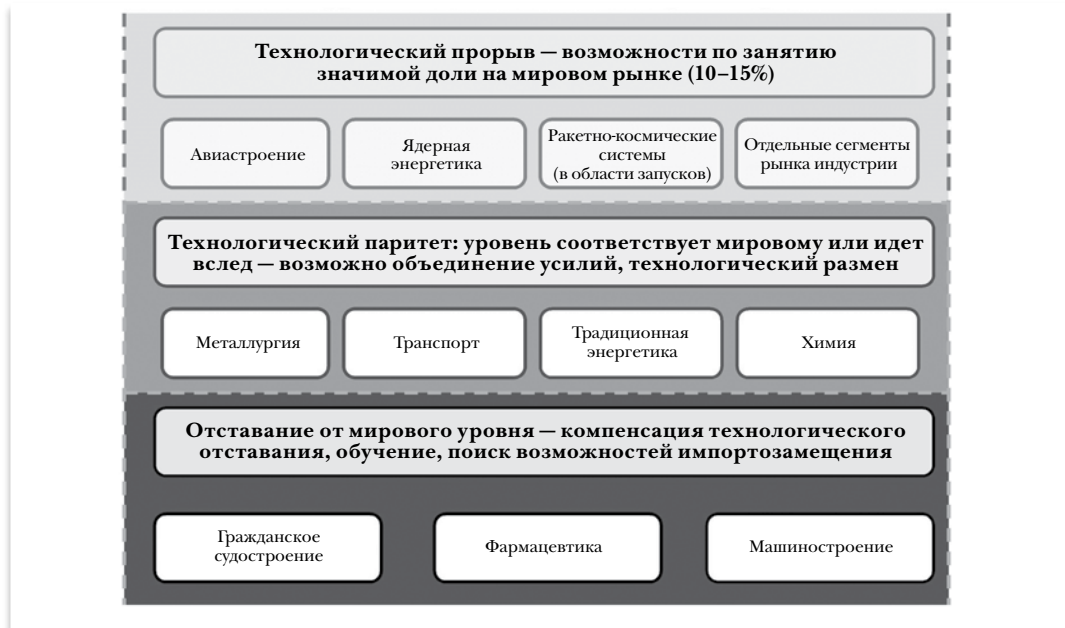 Технологический прорыв — возможности по занятию
значимой доли на мировом рынке (10–15%)
Авиастроение
Ядерная
энергетика
Ракетно-космические
системы
(в области запусков)
Отдельные сегменты
рынка индустрии
Технологический паритет: уровень соответствует мировому или идет
вслед — возможно объединение усилий, технологический размен
Металлургия
Транспорт
Традиционная
энергетика
Химия
Отставание от мирового уровня — компенсация технологического
отставания, обучение, поиск возможностей импортозамещения
Гражданское
судостроение
Фармацевтика
Машиностроение